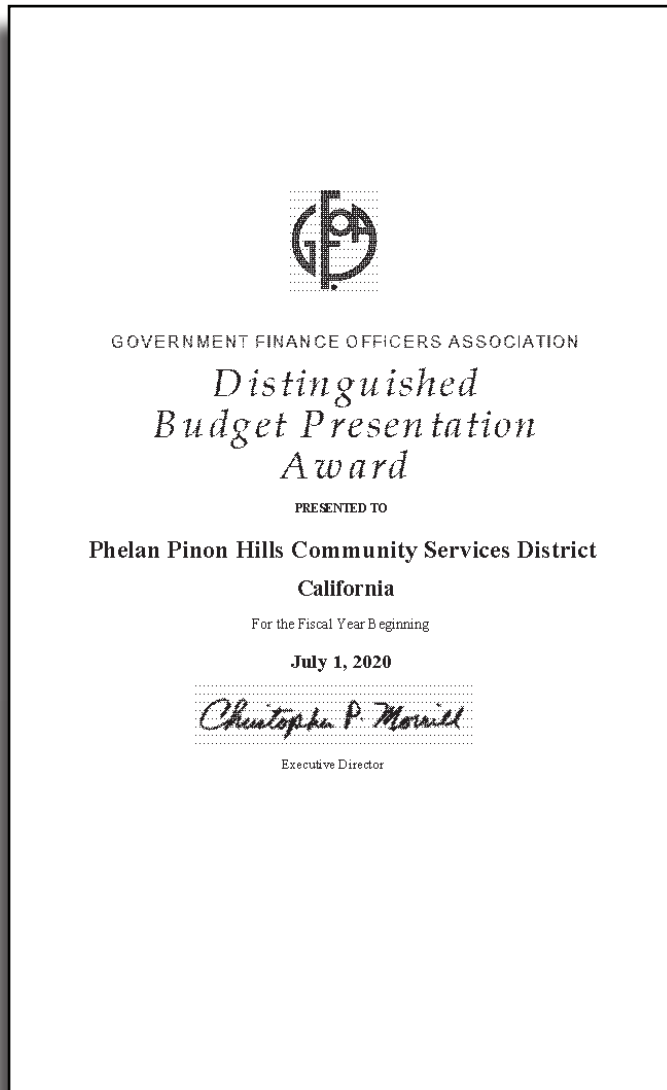 GFOA
GOVERNMENT FINANCE OFFICERS ASSOCIATION
Distinguished
Budget Presentation
Award
PRESENTED TO
Phelan Pinon Hills Community Services District
California
For the Fiscal Year Beginning
July 1, 2020
Christopher P. Morrill
Executive Director